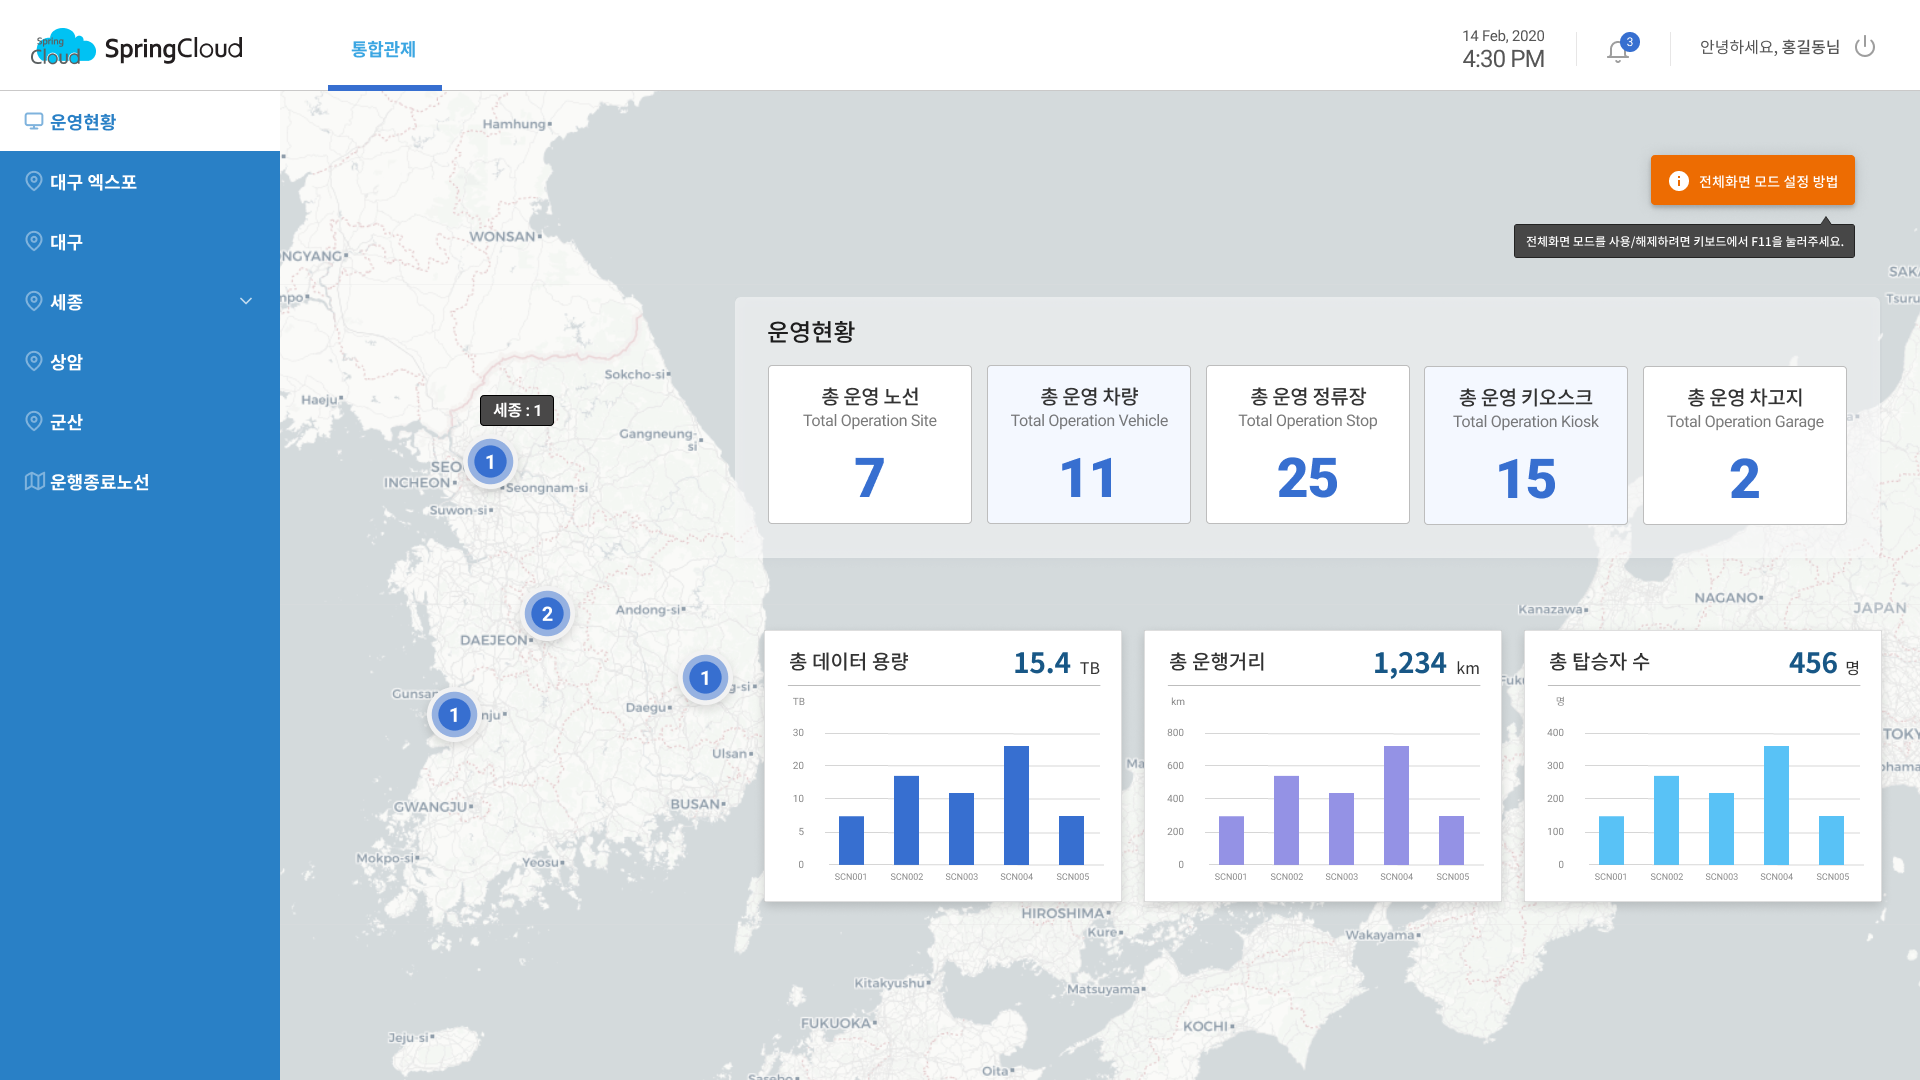 Spring
Cloud
SpringCloud
통합관제
14 Feb, 2020
4:30 PM
3
안녕하세요, 홍길동님
운영현황
대구 엑스포
대구
세종
상암
군산
운행종료노선
전체화면 모드 설정 방법
전체화면 모드를 사용/해제하려면 키보드에서 F11을 눌러주세요.
Hamhung
WONSAN
NGYANG
npo
Sokcho-si
Haeju
세종 : 1
Gangneung-
si
1
SEO
INCHEON
Seongnam-si
Suwon-si
2
Andong-si
DAEJEON
1
g-si
Gunsan
1
nju
Daegu
Ulsan
GWANGJU
BUSAN
Mokpo-si
Yeosu
Jeju-si
SAK
Tsuru
운영현황
총 운영 노선
Total Operation Site
7
총 운영 차량
Total Operation Vehicle
11
총 운영 정류장
Total Operation Stop
25
총 운영 키오스크
Total Operation Kiosk
15
총 운영 차고지
Total Operation Garage
2
NAGANO
Kanazawa
JAPAN
총 데이터 용량
15.4 TB
TB
30
20
10
5
0
SCN001 SCN002 SCN003 SCN004 SCN005
총 운행거리
1,234 km
km
800
600
400
200
0
SCN001 SCN002 SCN003 SCN004 SCN005
총 탑승자 수
456 명
명
400
300
200
100
0
SCN001 SCN002 SCN003 SCN004 SCN005
Fuku
Ma
TOKY
ohama
HIROSHIMA
Kure
Wakayama
Kitakyushu
Matsuyama
FUKUOKA
KOCHI
Oita
Sasebo